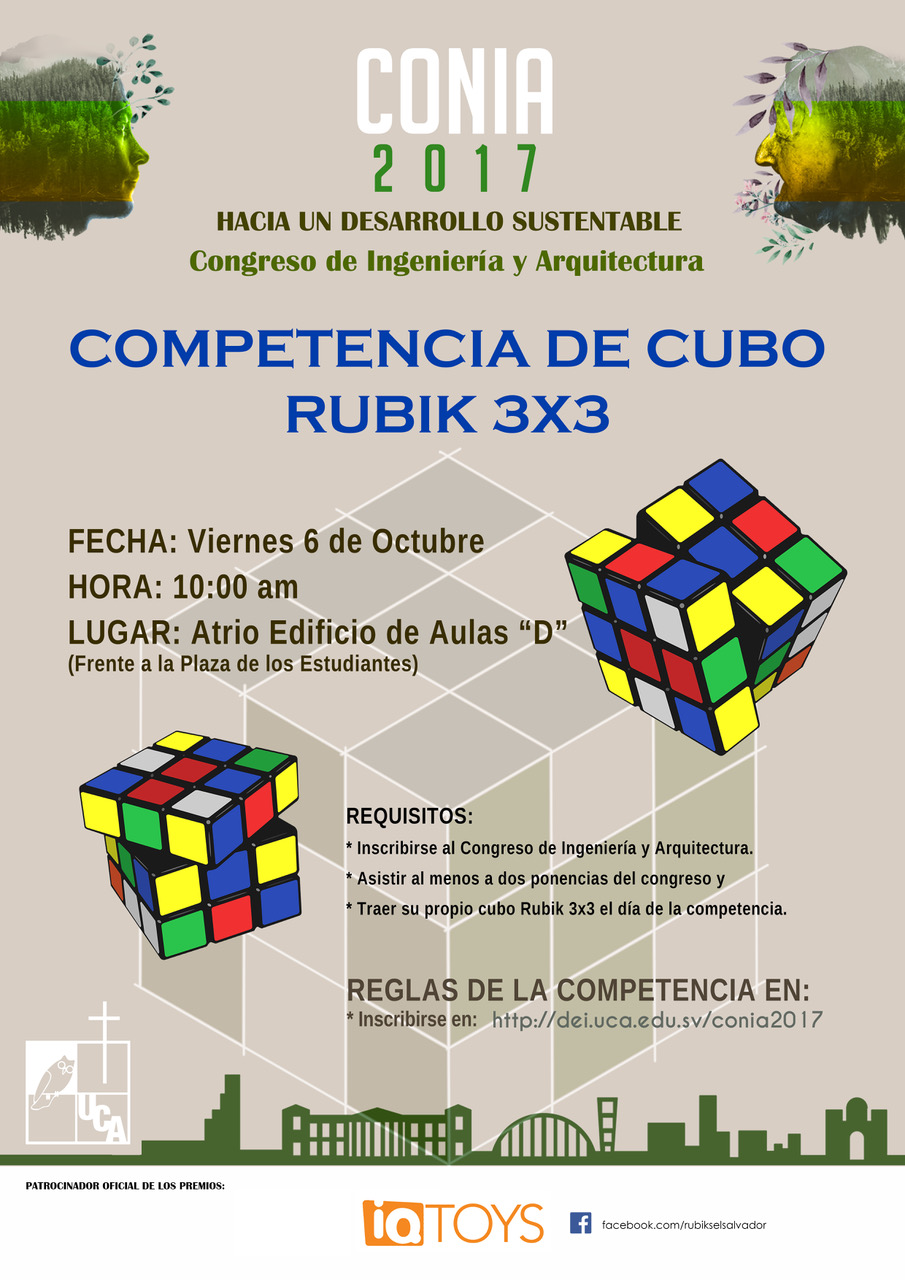 CONIA
2017
HACIA UN DESARROLLO SUSTENTABLE
Congreso de Ingeniería y Arquitectura
COMPETENCIA DE CUBO
RUBIK 3X3
FECHA: Viernes 6 de Octubre
HORA: 10:00 am
LUGAR: Atrio Edificio de Aulas “D”
(Frente a la Plaza de los Estudiantes)
REQUISITOS:
* Inscribirse al Congreso de Ingeniería y Arquitectura.
* Asistir al menos a dos ponencias del congreso y
* Traer su propio cubo Rubik 3x3 el día de la competencia.
REGLAS DE LA COMPETENCIA EN:
* Inscribirse en: http://dei.uca.edu.sv/conia2017
UCA
PATROCINADOR OFICIAL DE LOS PREMIOS:
iQ TOYS
facebook.com/rubikselsalvador